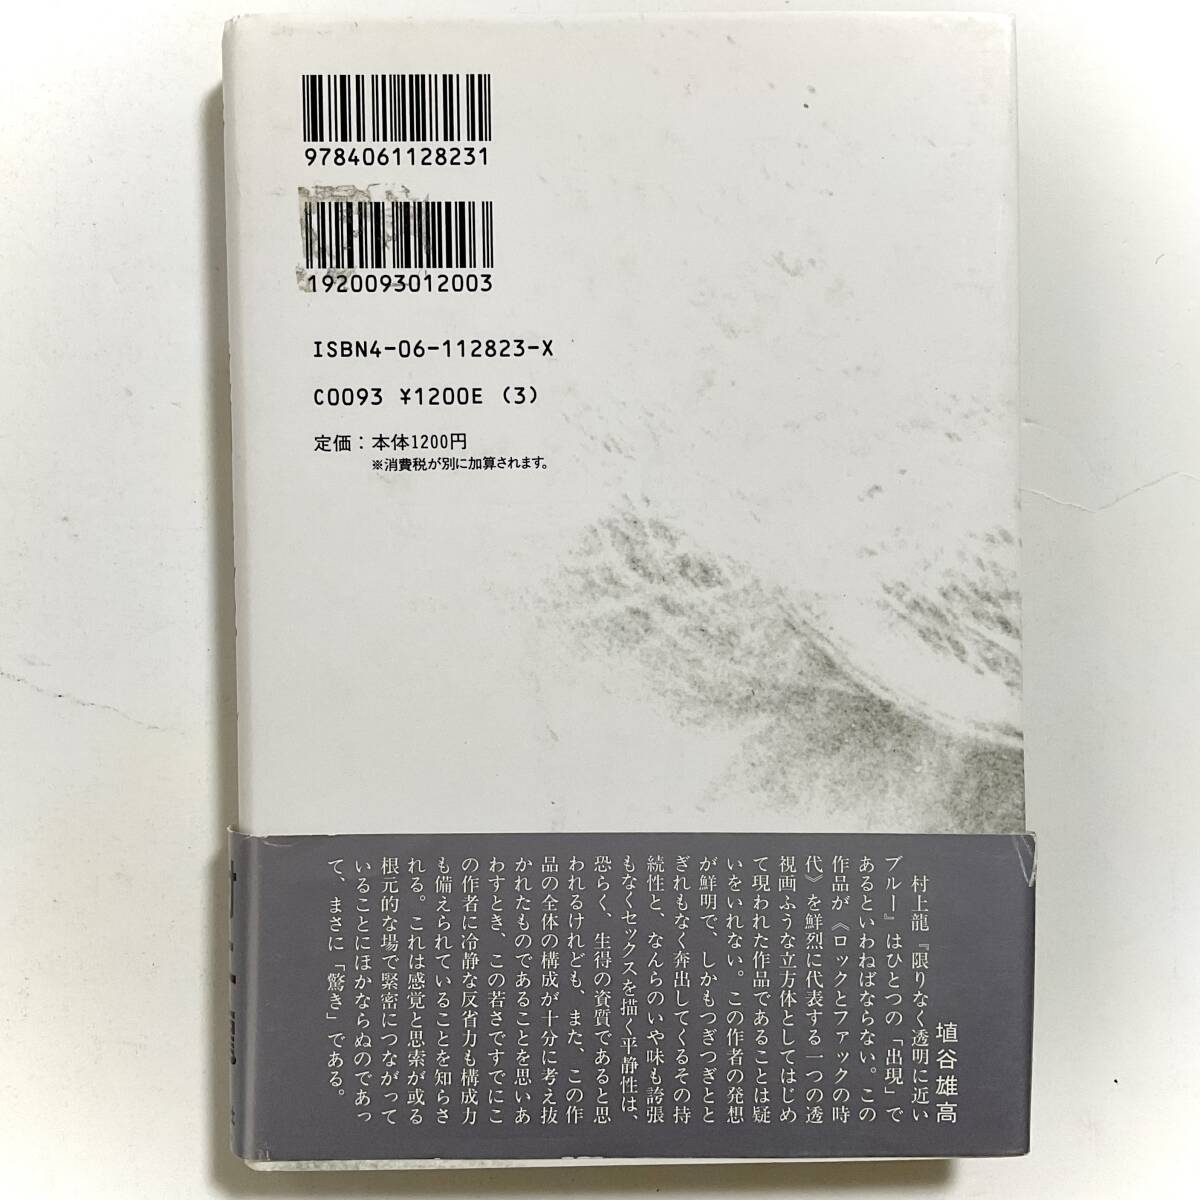 9784061128231
1920093012003
ISBN4-06-112823-X
C0093 ¥1200E (3)
定価：本体1200円
※消費税が別に加算されます。
埴谷雄高
村上龍『限りなく透明に近い
ブルー』はひとつの「出現」で
あるといわねばならない。この
作品が《ロックとファックの時
代》を鮮烈に代表する一つの透
視画ふうな立方体としてはじめ
て現われた作品であることは疑
いをいれない。この作者の発想
が鮮明で、しかもつぎつぎとと
ぎれもなく奔出してくるその持
続性と、なんらのいや味も誇張
もなくセックスを描く平静性は、
恐らく、生得の資質であると思
われるけれども、また、この作
品の全体の構成が十分に考え抜
かれたものであることを思いあ
わすとき、この若さですでにこ
の作者に冷静な反省力も構成力
も備えられていることを知らさ
れる。これは感覚と思索が或る
根元的な場で緊密につながって
いることにほかならぬのであっ
て、まさに「驚き」である。